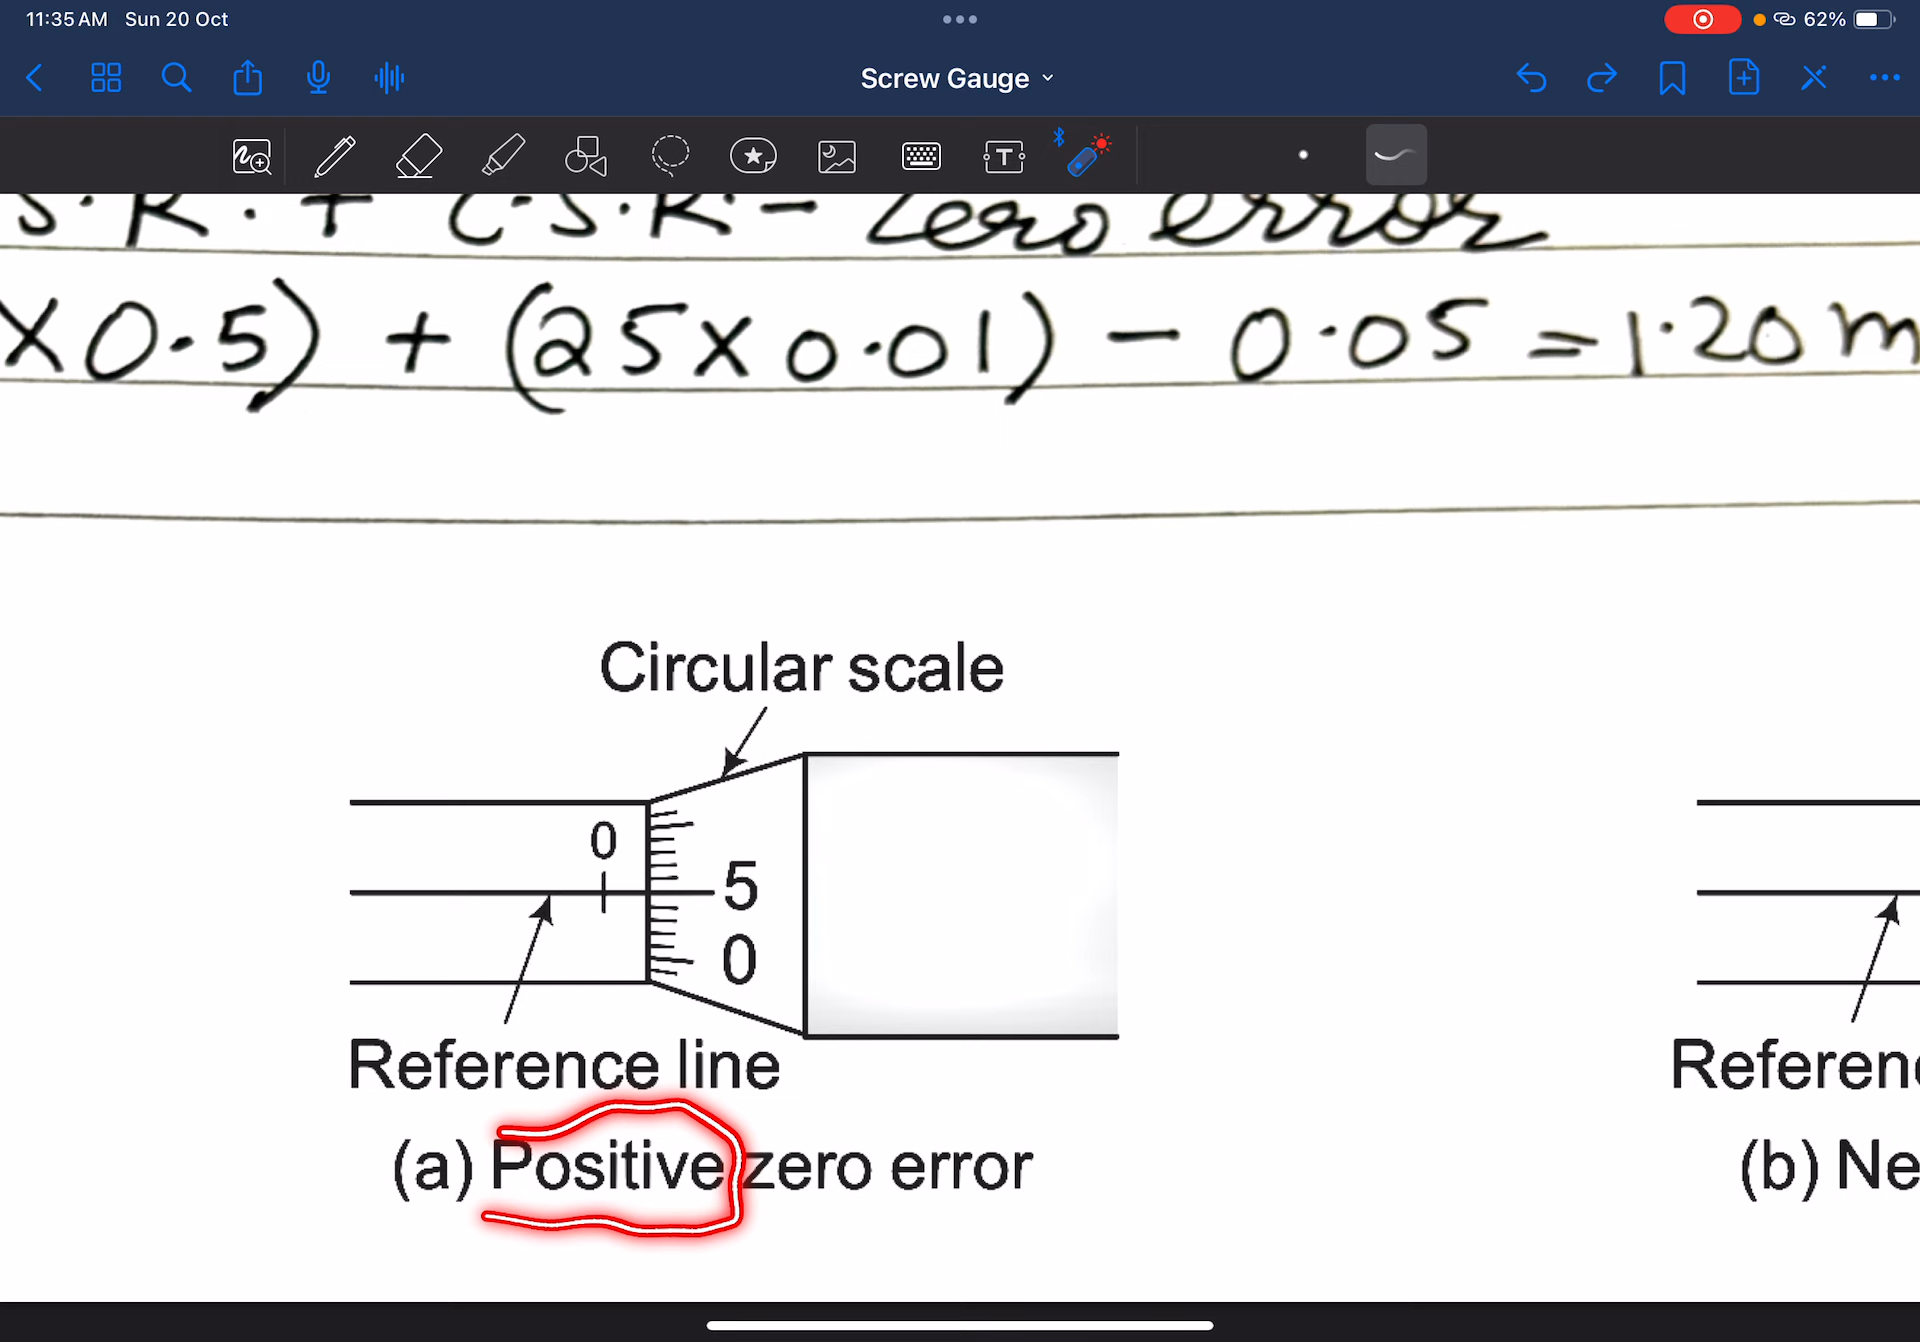 11:35 AM Sun 20 Oct
62%
Screw Gauge
S.R. + C.S.R - Zero error
×0.5) + (25×0.01) - 0.05 = 1.20 m
Circular scale
0
5
0
Reference line
(a) Positive zero error
Referenc
(b) Ne